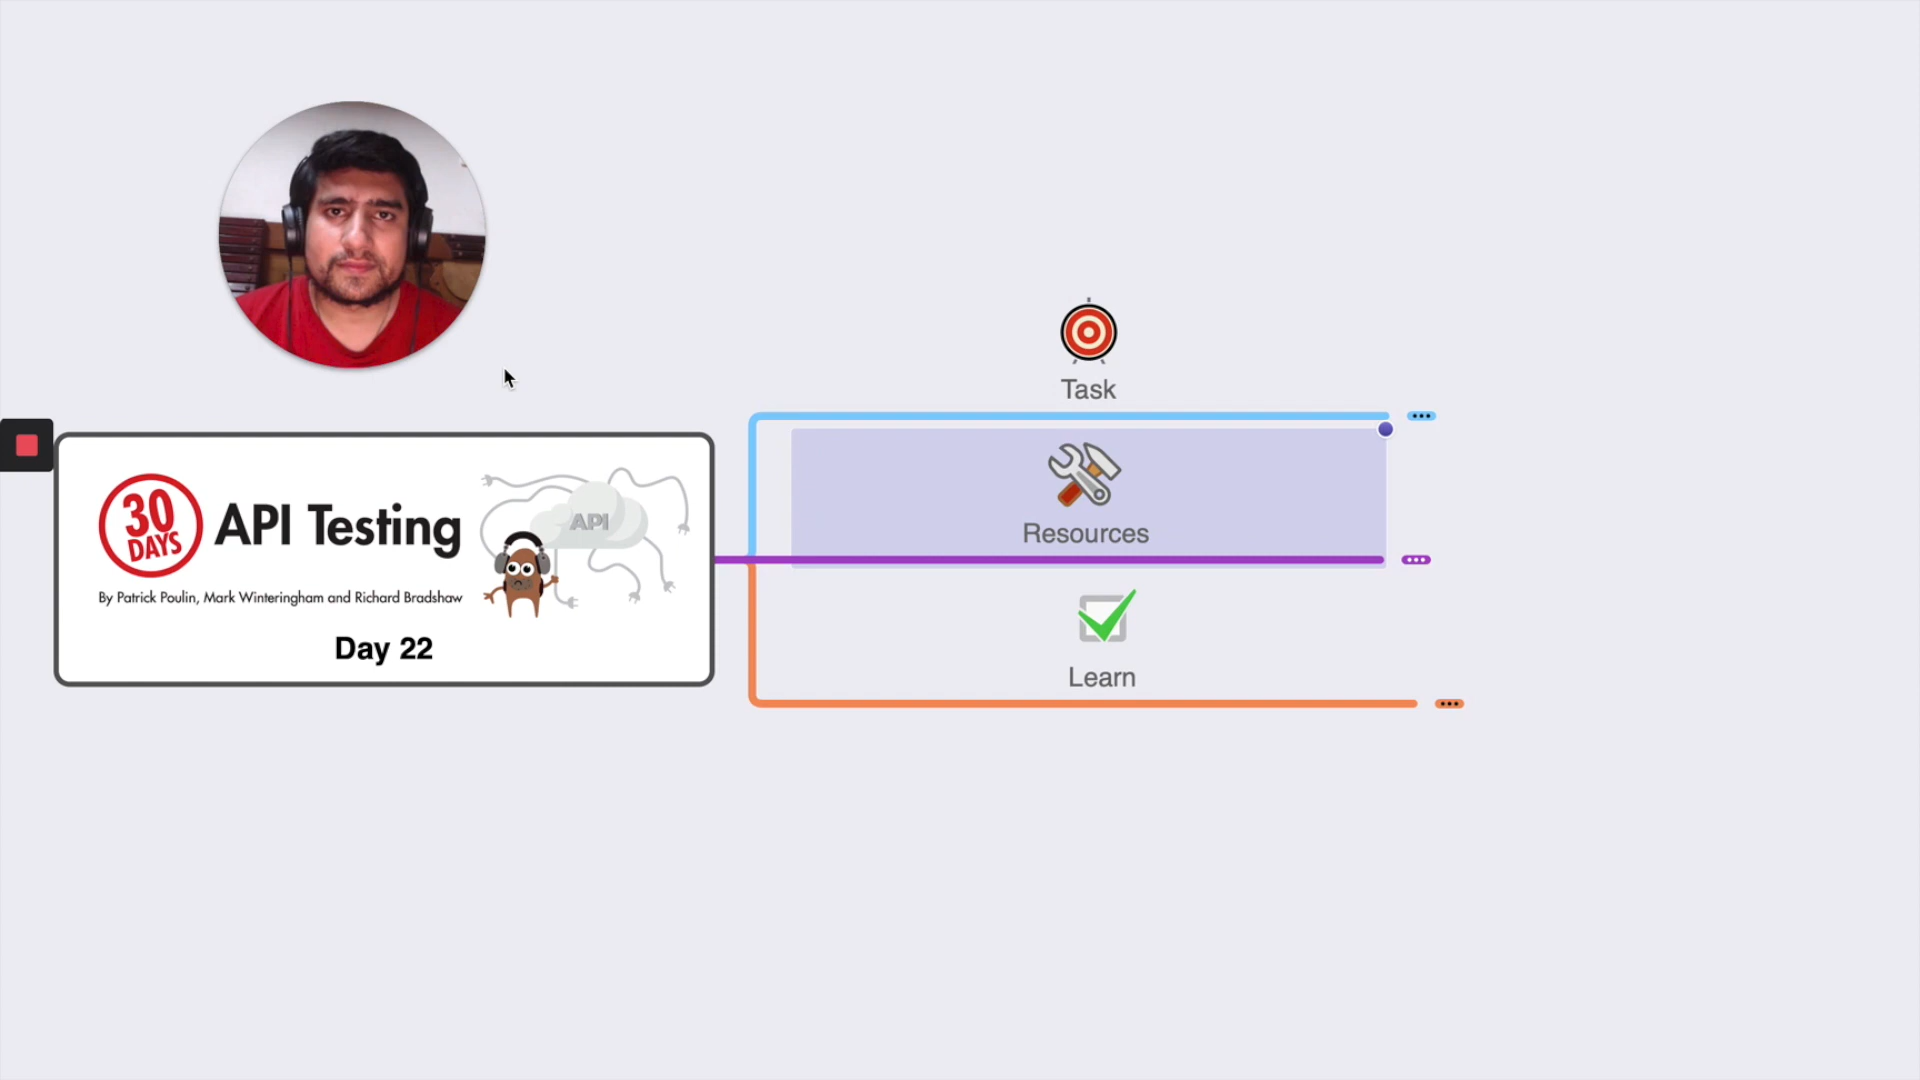 30
DAYS
API Testing
API
By Patrick Poulin, Mark Winteringham and Richard Bradshaw
Day 22
Task
Resources
Learn